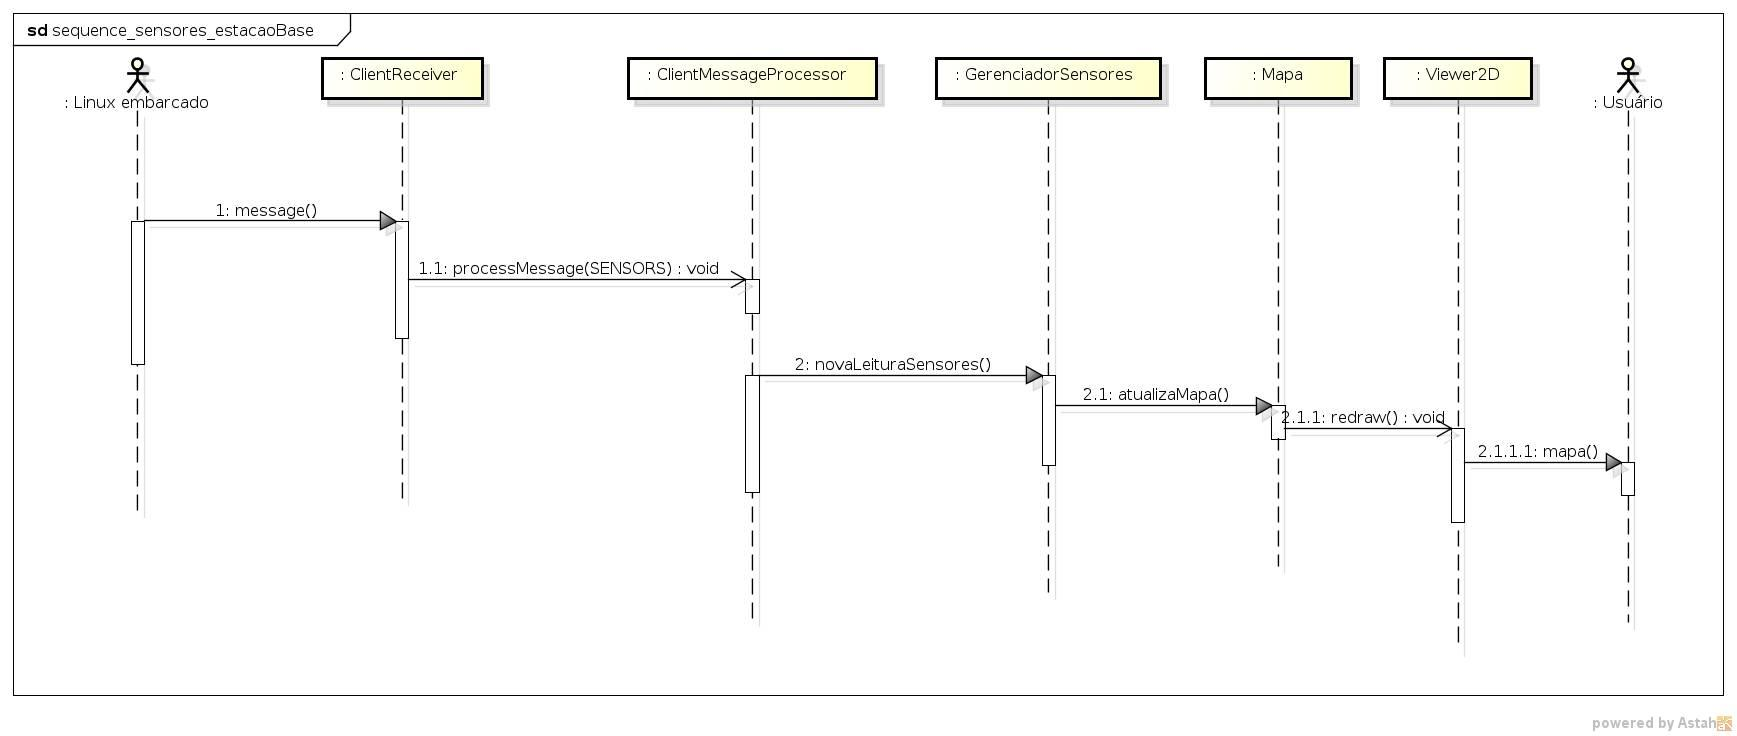 sd sequence_sensores_estacaoBase
: Linux embarcado
: ClientReceiver
: ClientMessageProcessor
: GerenciadorSensores
: Mapa
: Viewer2D
: Usuário
1: message()
1.1: processMessage(SENSORS) : void
2: novaLeituraSensores()
2.1: atualizaMapa()
2.1.1: redraw() : void
2.1.1.1: mapa()
powered by Astah